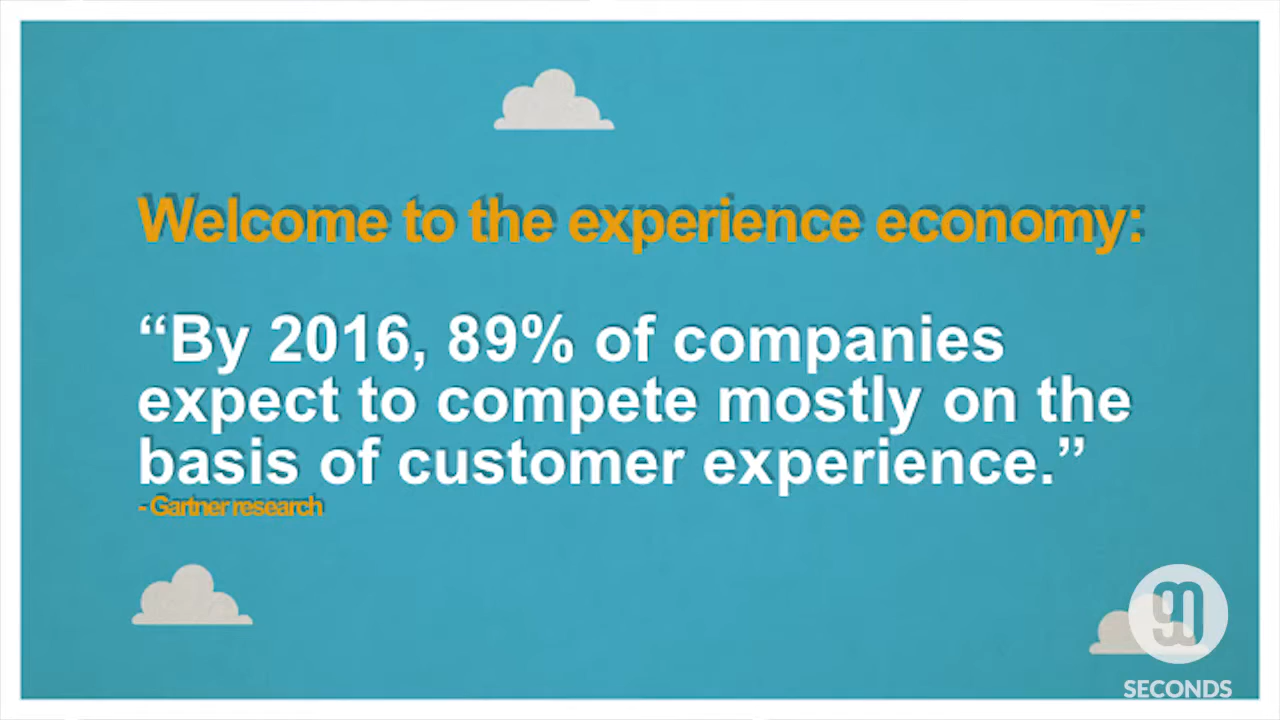 Welcome to the experience economy:
“By 2016, 89% of companies
expect to compete mostly on the
basis of customer experience.”
- Gartner research
90
SECONDS